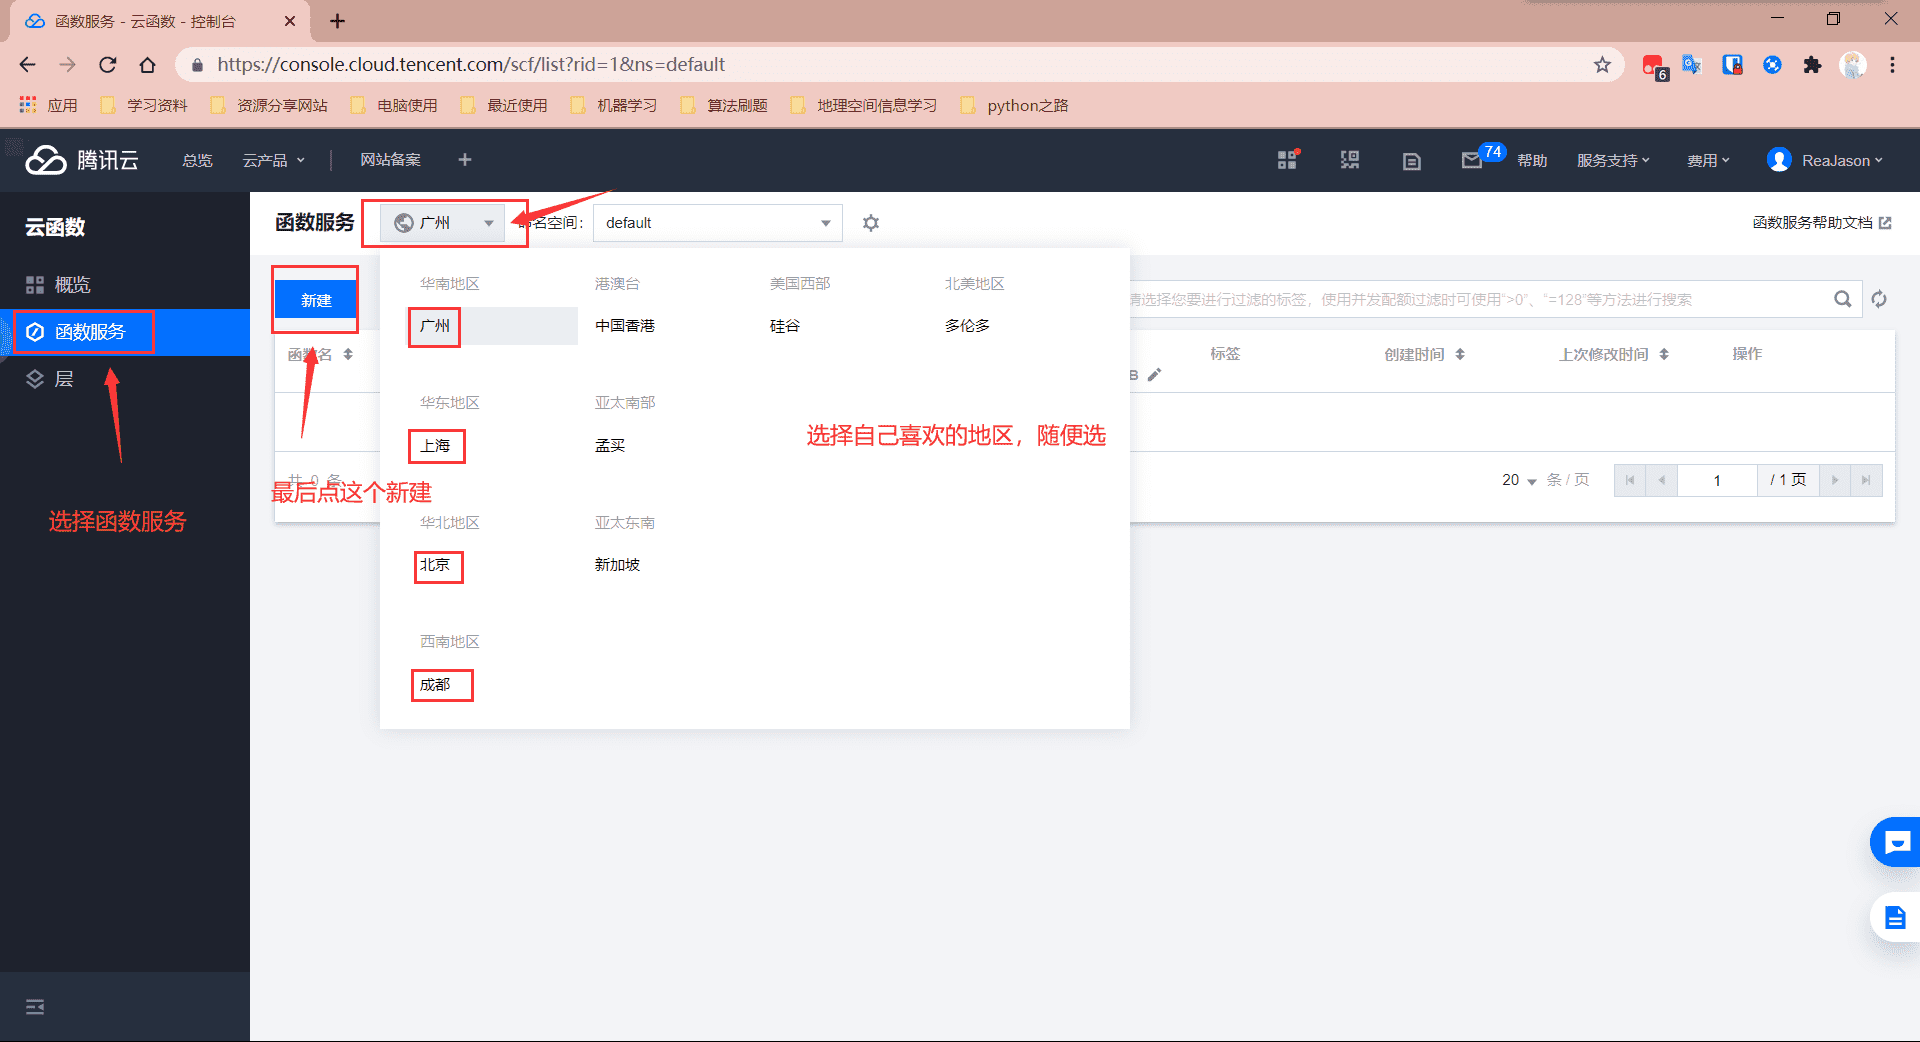 函数服务 - 云函数 - 控制台
https://console.cloud.tencent.com/scf/list?rid=1&ns=default
6
应用 学习资料 资源分享网站 电脑使用 最近使用 机器学习 算法刷题 地理空间信息学习 python之路
腾讯云 总览 云产品 网站备案 74 帮助 服务支持 费用 ReaJason
云函数
概览
函数服务
层
选择函数服务
函数服务 广州 命名空间: default 函数服务帮助文档
新建
请选择您要进行过滤的标签，使用并发配额过滤时可使用“>0”、“=128”等方法进行搜索
函数名 标签 创建时间 上次修改时间 操作
B
华南地区 港澳台 美国西部 北美地区
广州 中国香港 硅谷 多伦多
华东地区 亚太南部
上海 孟买
选择自己喜欢的地区，随便选
共 0 条
20 条 / 页 1 / 1 页
最后点这个新建
华北地区 亚太东南
北京 新加坡
西南地区
成都